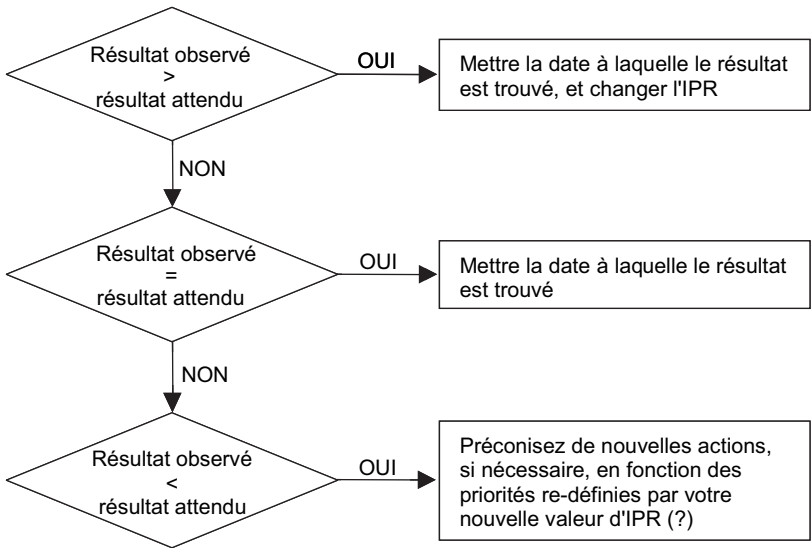 Résultat observé
>
résultat attendu
OUI
Mettre la date à laquelle le résultat
est trouvé, et changer l'IPR
NON
Résultat observé
=
résultat attendu
OUI
Mettre la date à laquelle le résultat
est trouvé
NON
Résultat observé
<
résultat attendu
OUI
Préconisez de nouvelles actions,
si nécessaire, en fonction des
priorités re-définies par votre
nouvelle valeur d'IPR (?)